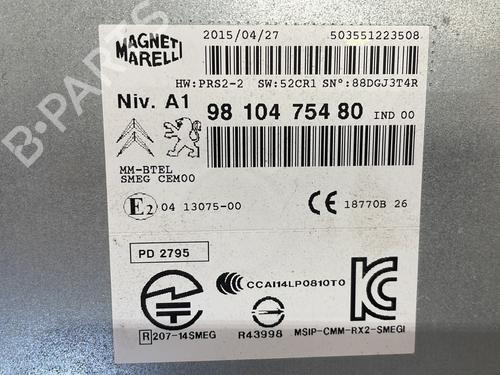 MAGNETI MARELLI
2015/04/27 503551223508
HW:PRS2-2 SW:52CR1 SN°:88DGJ3T4R
Niv. A1 98 104 754 80 IND 00
MM-BTEL
SMEG CEM00
E2 04 13075-00 CE 18770B 26
PD 2795
CCAI14LP0810T0
R 207-14SMEG R43998 MSIP-CMM-RX2-SMEGI
B-PARTS